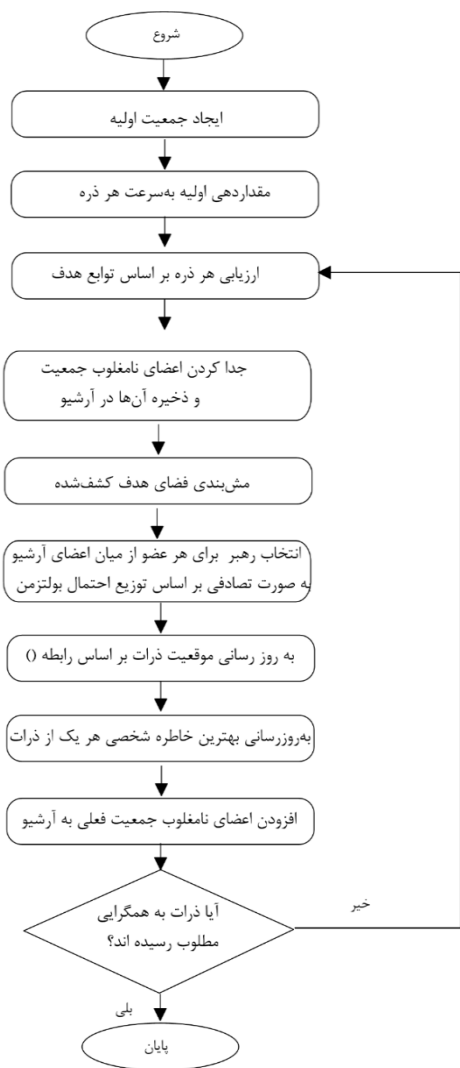 شروع
ایجاد جمعیت اولیه
مقداردهی اولیه به‌سرعت هر ذره
ارزیابی هر ذره بر اساس توابع هدف
جدا کردن اعضای نامغلوب جمعیت
و ذخیره آن‌ها در آرشیو
مش‌بندی فضای هدف کشف‌شده
انتخاب رهبر برای هر عضو از میان اعضای آرشیو
به صورت تصادفی بر اساس توزیع احتمال بولتزمن
به روز رسانی موقعیت ذرات بر اساس رابطه ()
به‌روزرسانی بهترین خاطره شخصی هر یک از ذرات
افزودن اعضای نامغلوب جمعیت فعلی به آرشیو
آیا ذرات به همگرایی
مطلوب رسیده اند؟
خیر
بلی
پایان